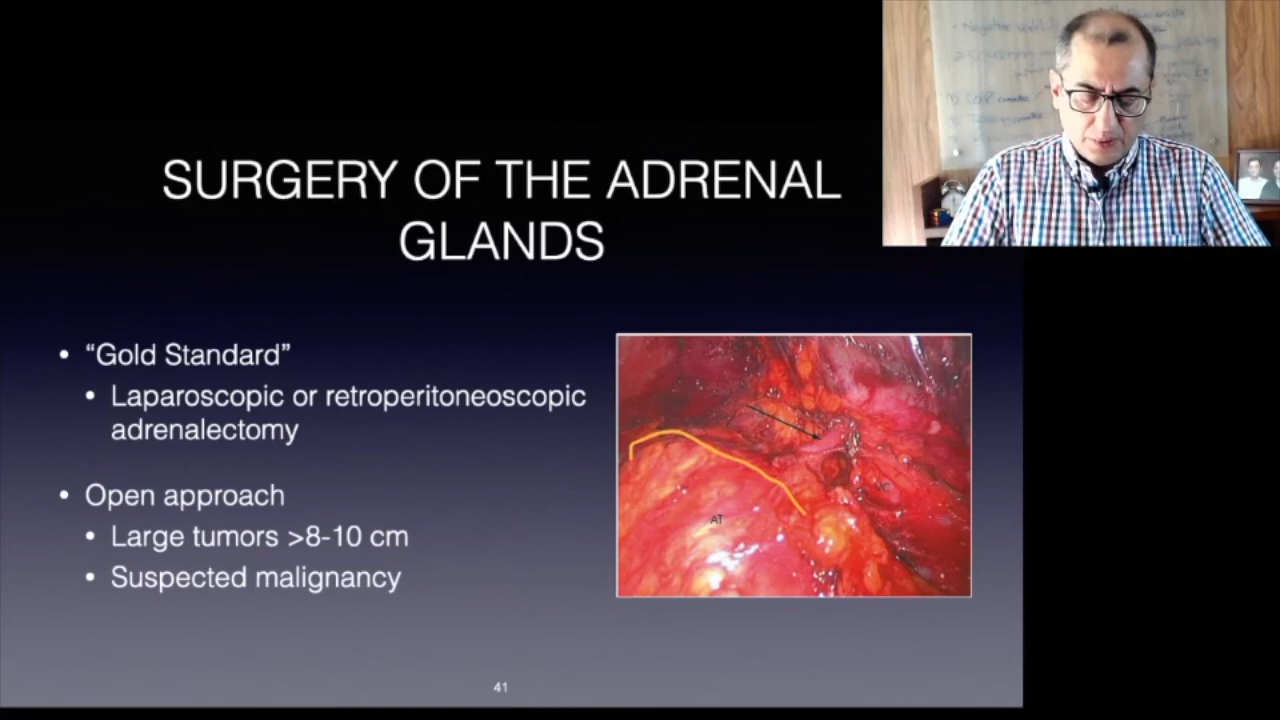 SURGERY OF THE ADRENAL
GLANDS
• “Gold Standard”
• Laparoscopic or retroperitoneoscopic
adrenalectomy
• Open approach
• Large tumors >8-10 cm
• Suspected malignancy
AT
41